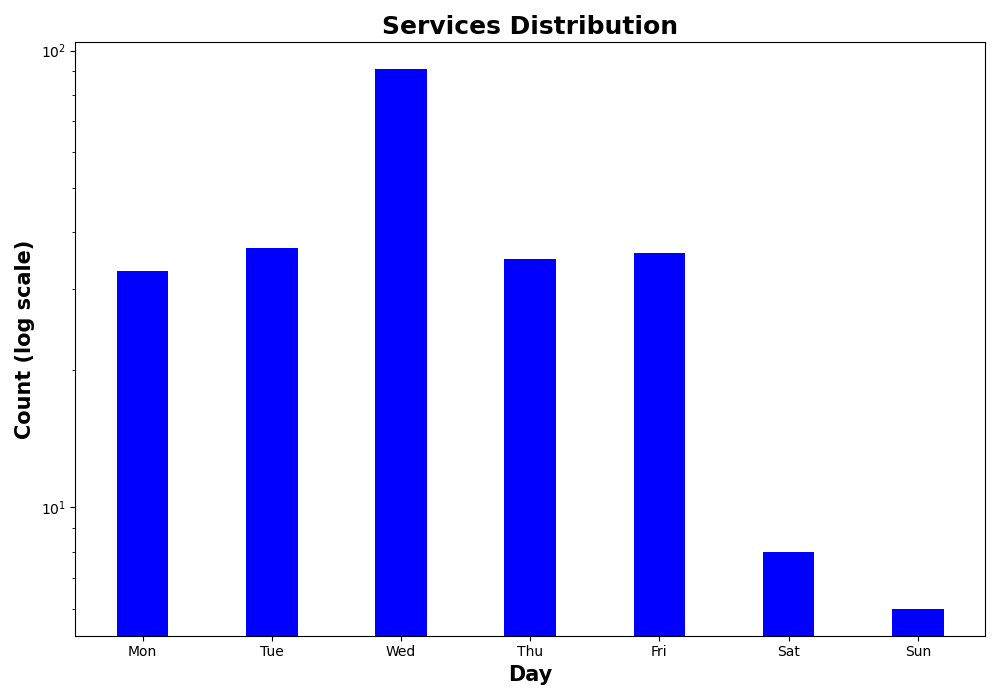 Services Distribution
Count (log scale)
10²
10¹
Mon Tue Wed Thu Fri Sat Sun
Day